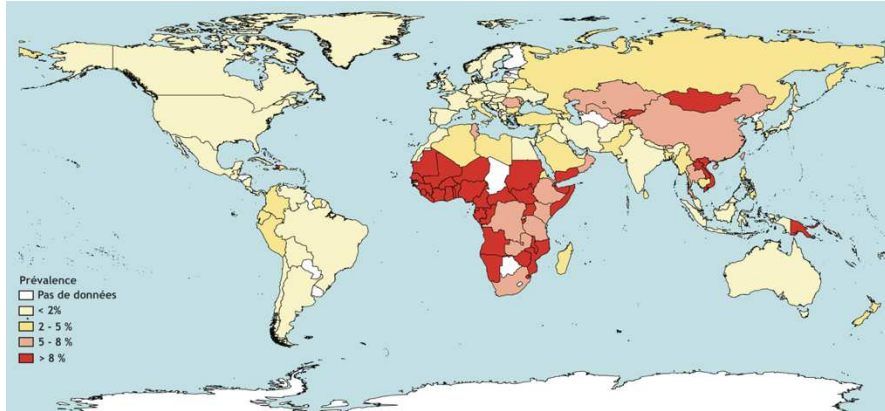 Prévalence
Pas de données
< 2%
2 - 5 %
5 - 8 %
> 8 %